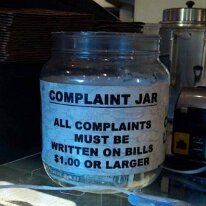 COMPLAINT JAR
ALL COMPLAINTS
MUST BE
WRITTEN ON BILLS
$1.00 OR LARGER